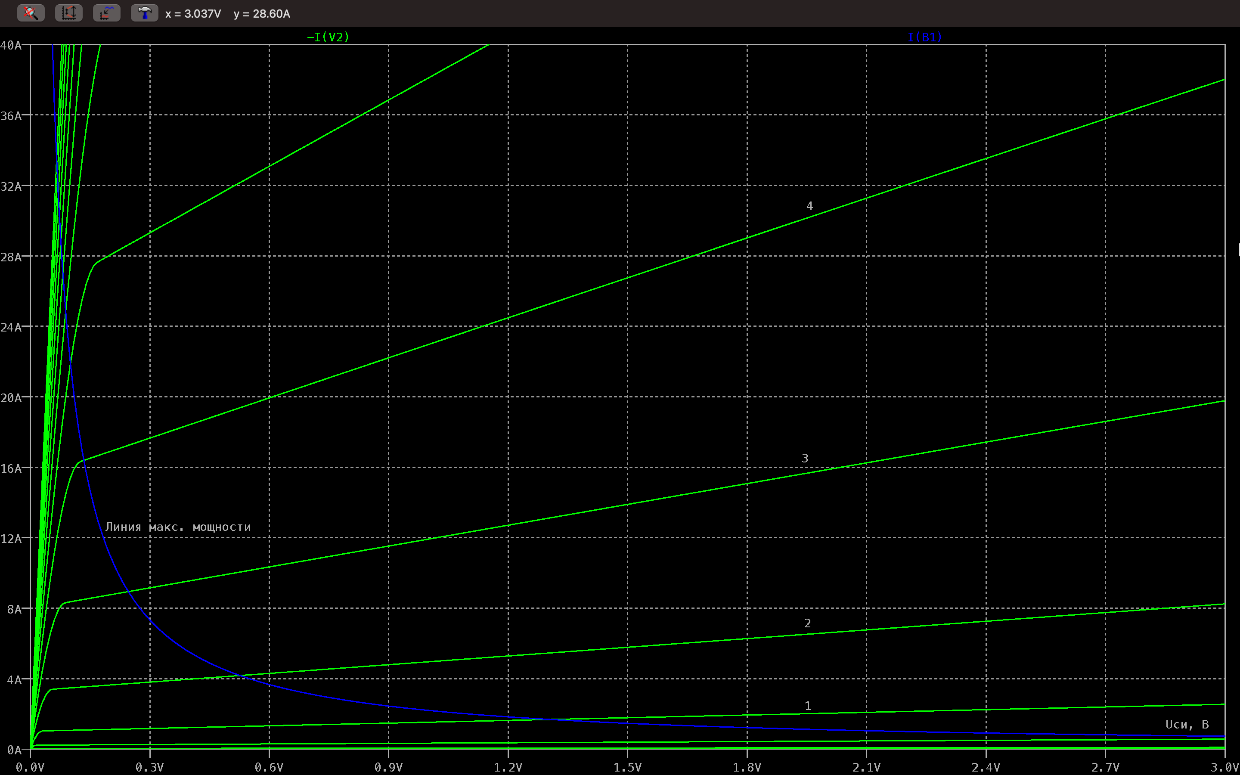 x = 3.037V y = 28.60A
-I(V2) I(B1)
40A
36A
32A
4
28A
24A
20A
3
16A
Линия макс. мощности
12A
8A
2
4A
1
Uси, В
0A
0.0V 0.3V 0.6V 0.9V 1.2V 1.5V 1.8V 2.1V 2.4V 2.7V 3.0V